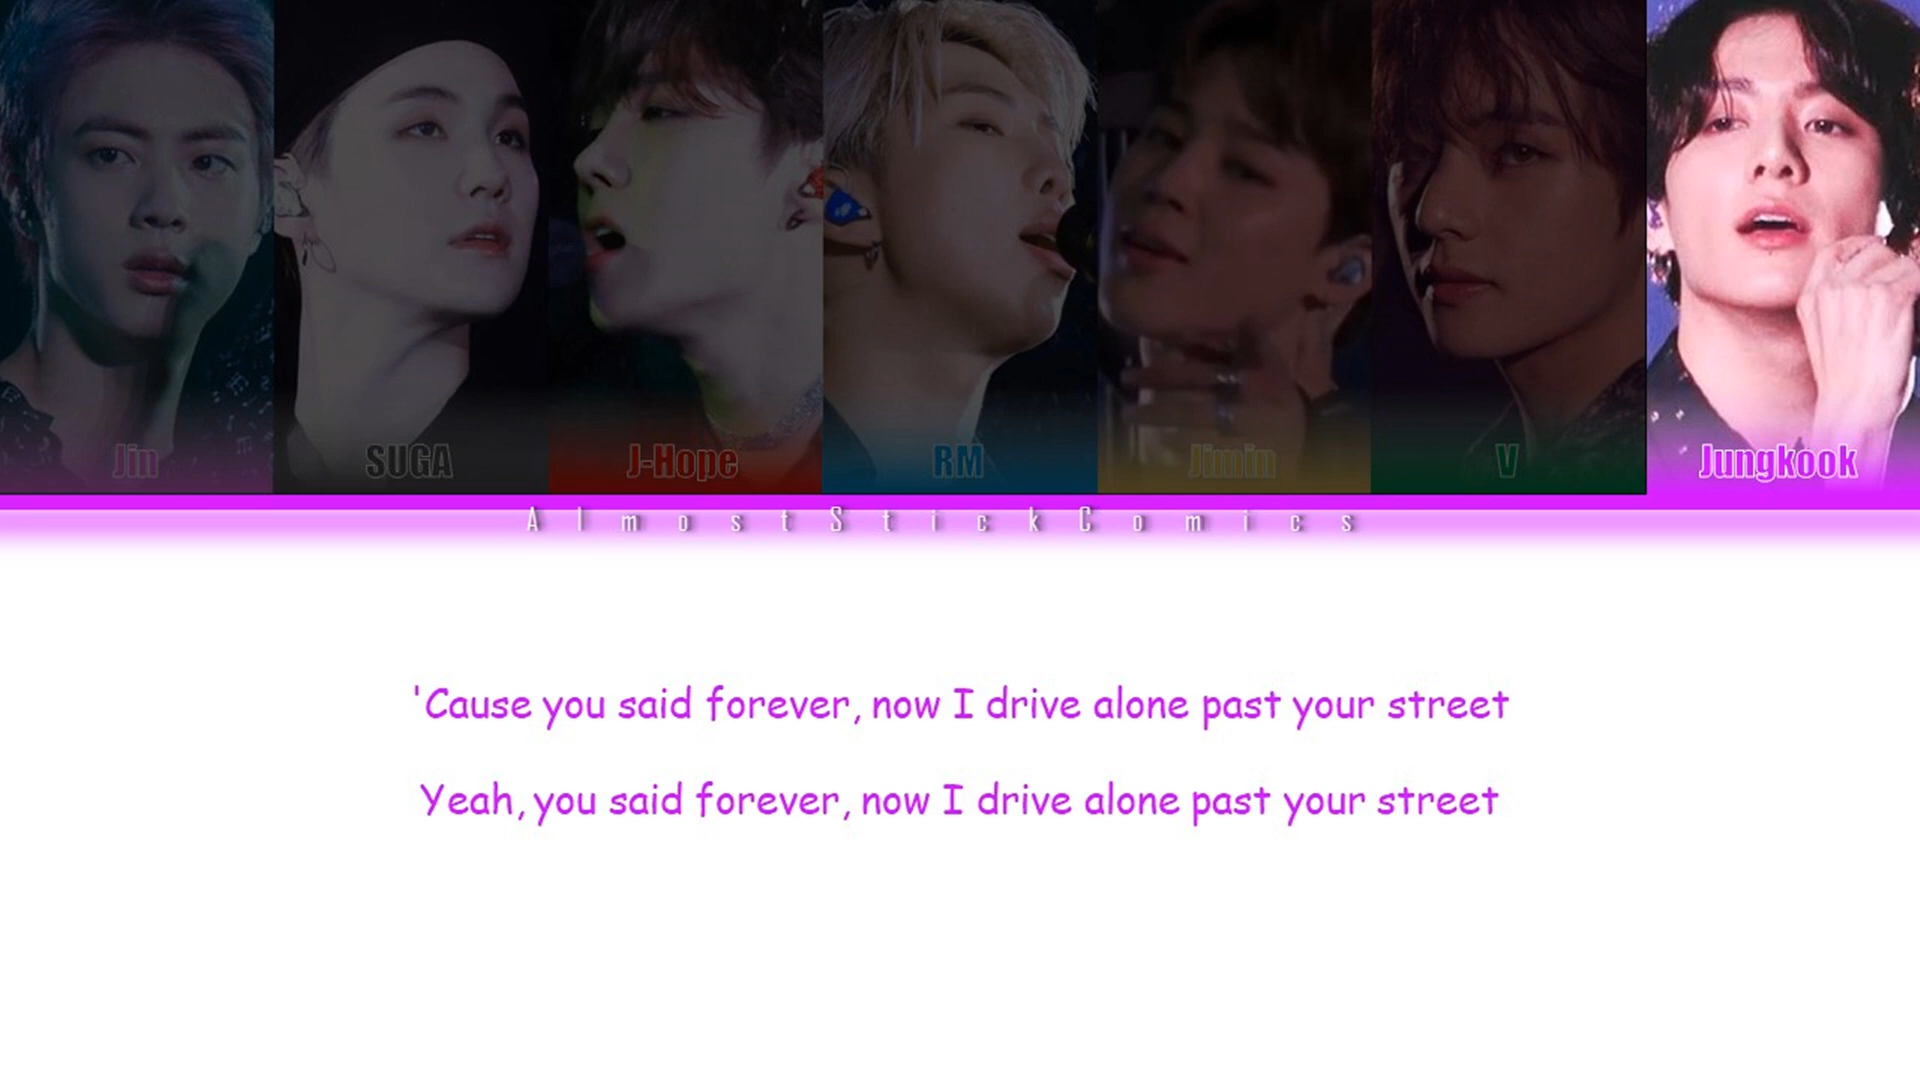 Jin SUGA J-Hope RM Jimin V Jungkook
AlmostStickComics
'Cause you said forever, now I drive alone past your street
Yeah, you said forever, now I drive alone past your street